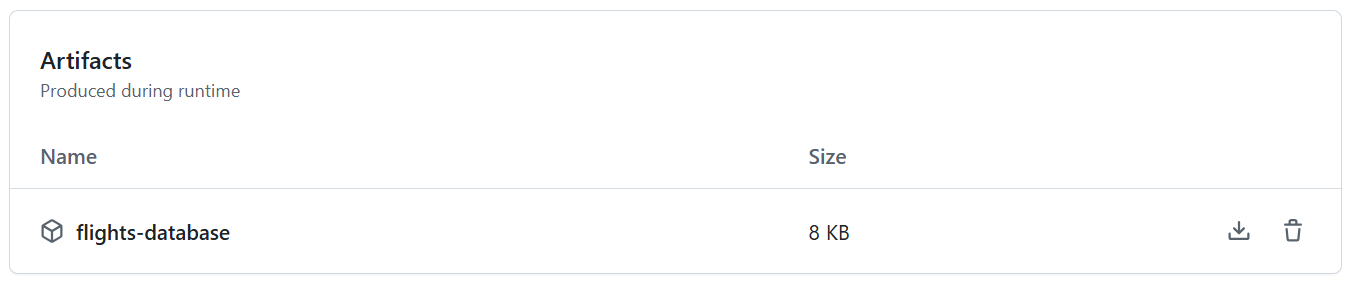 Artifacts
Produced during runtime
Name Size
flights-database 8 KB